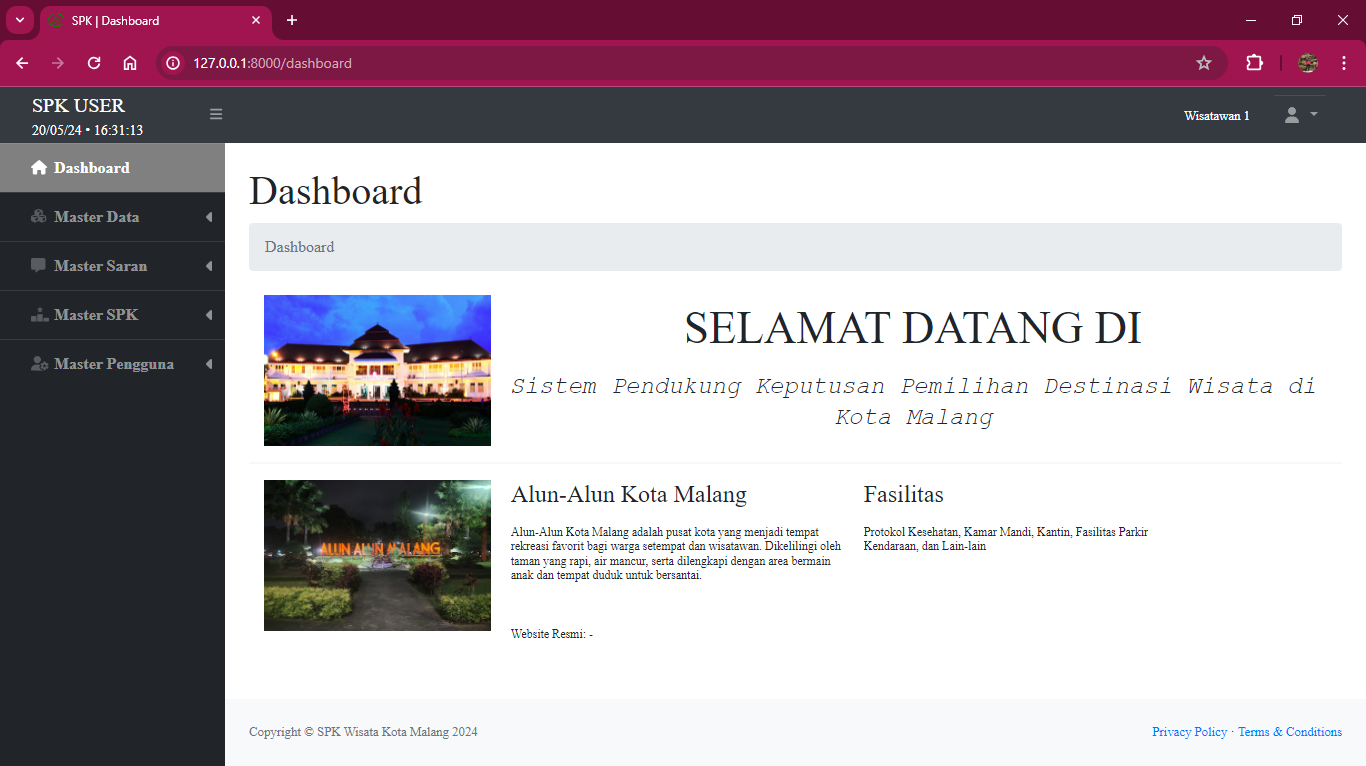 SPK | Dashboard
127.0.0.1:8000/dashboard
SPK USER
20/05/24 • 16:31:13
Wisatawan 1
Dashboard
Master Data
Master Saran
Master SPK
Master Pengguna
Dashboard
Dashboard
SELAMAT DATANG DI
Sistem Pendukung Keputusan Pemilihan Destinasi Wisata di
Kota Malang
ALUN ALUN MALANG
Alun-Alun Kota Malang
Alun-Alun Kota Malang adalah pusat kota yang menjadi tempat
rekreasi favorit bagi warga setempat dan wisatawan. Dikelilingi oleh
taman yang rapi, air mancur, serta dilengkapi dengan area bermain
anak dan tempat duduk untuk bersantai.
Website Resmi: -
Fasilitas
Protokol Kesehatan, Kamar Mandi, Kantin, Fasilitas Parkir
Kendaraan, dan Lain-lain
Copyright © SPK Wisata Kota Malang 2024
Privacy Policy · Terms & Conditions